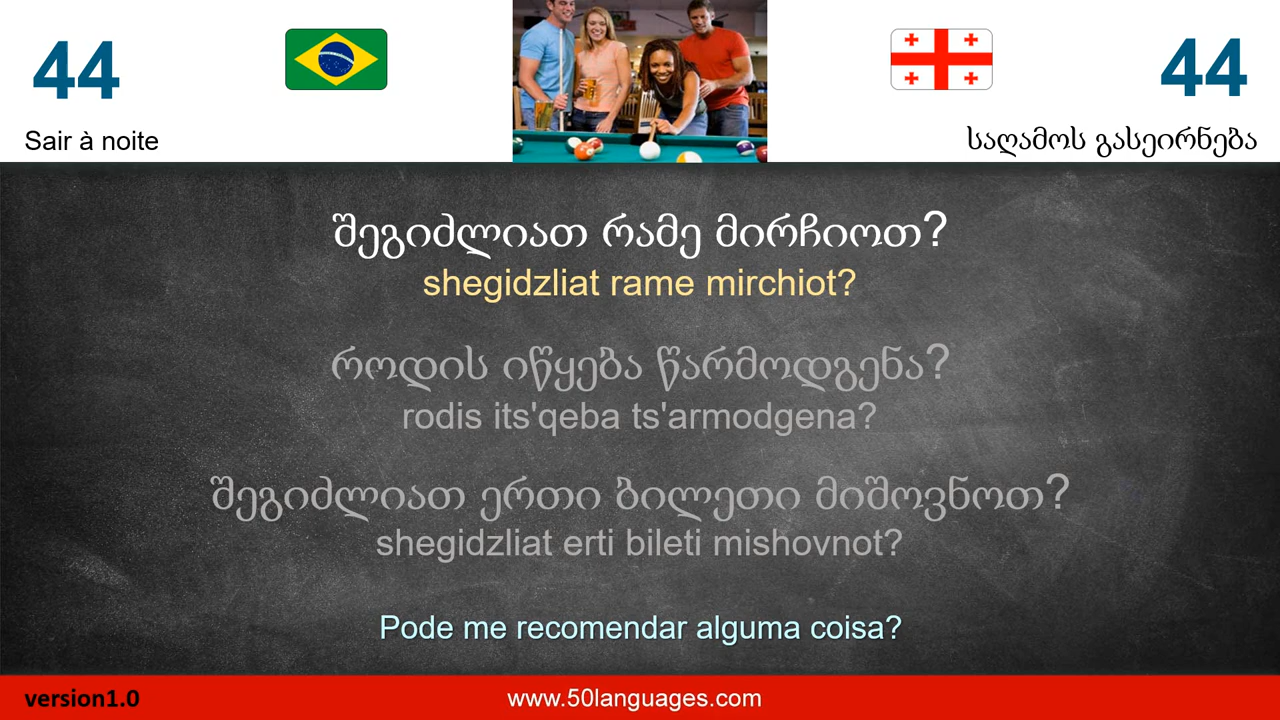 44
44
Sair à noite
საღამოს გასეირნება
შეგიძლიათ რამე მირჩიოთ?
shegidzliat rame mirchiot?
როდის იწყება წარმოდგენა?
rodis its'qeba ts'armodgena?
შეგიძლიათ ერთი ბილეთი მიშოვნოთ?
shegidzliat erti bileti mishovnot?
Pode me recomendar alguma coisa?
version1.0
www.50languages.com